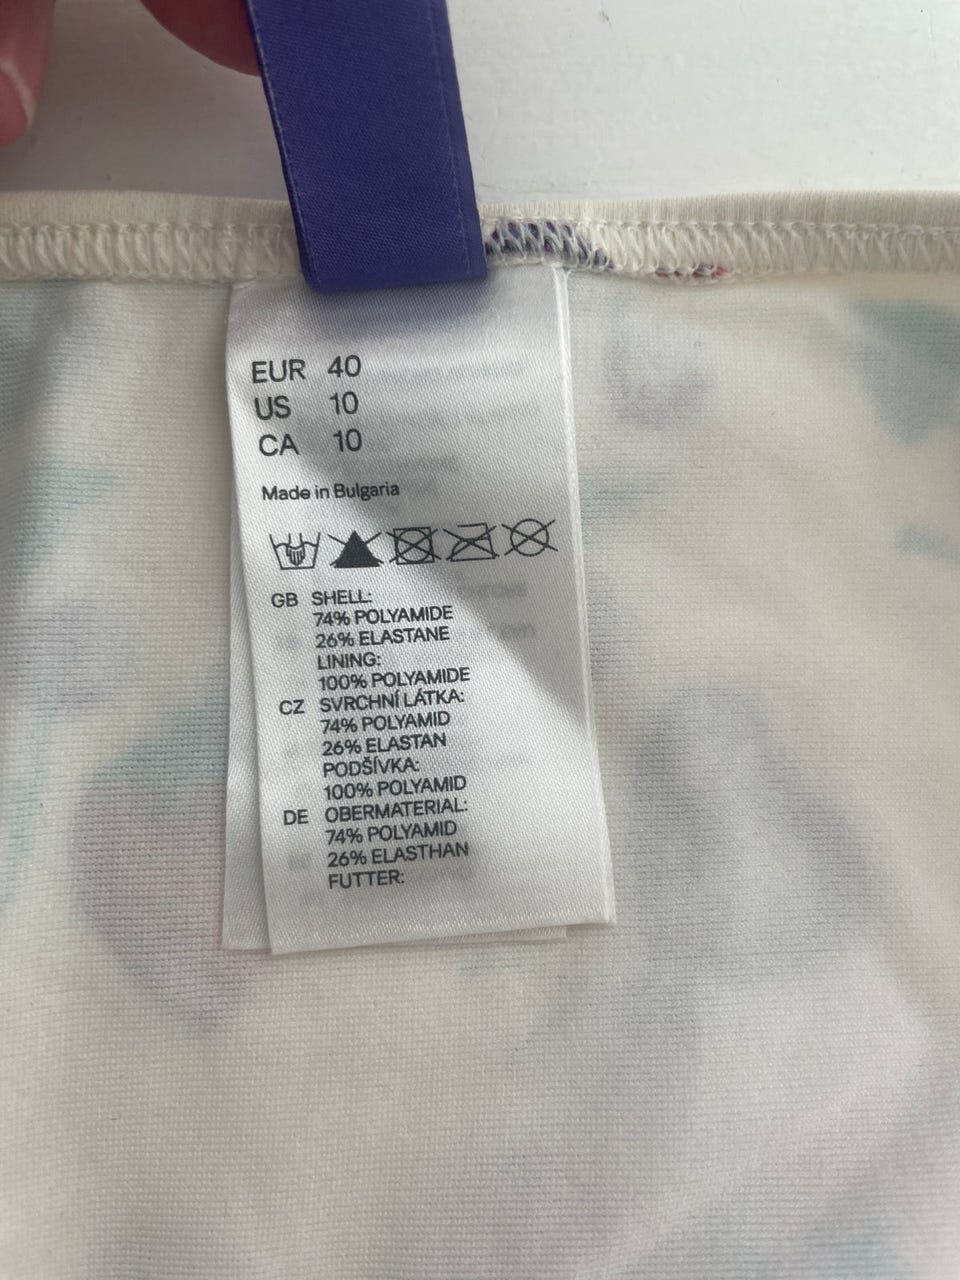 EUR 40
US 10
CA 10
Made in Bulgaria
GB SHELL:
74% POLYAMIDE
26% ELASTANE
LINING:
100% POLYAMIDE
CZ SVRCHNÍ LÁTKA:
74% POLYAMID
26% ELASTAN
PODŠÍVKA:
100% POLYAMID
DE OBERMATERIAL:
74% POLYAMID
26% ELASTHAN
FUTTER: